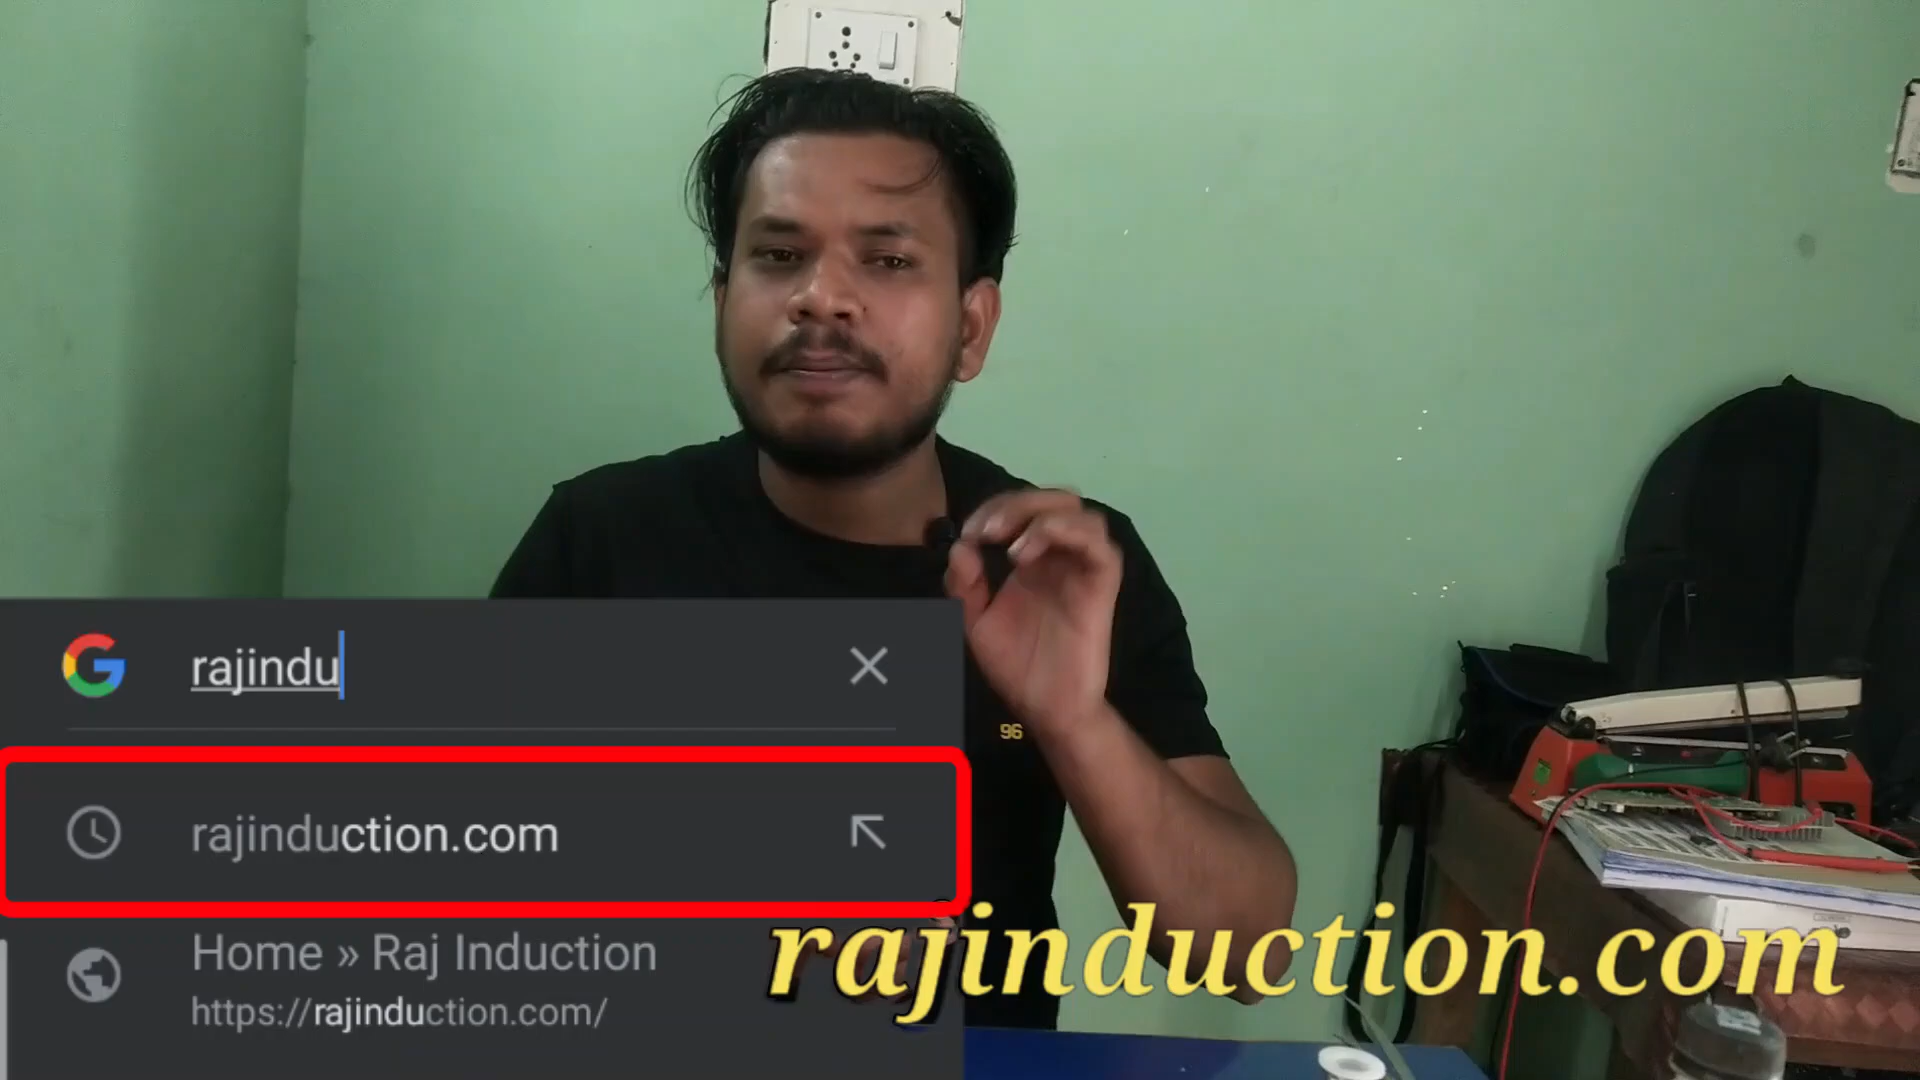 96
rajindu
rajinduction.com
Home » Raj Induction
https://rajinduction.com/
rajinduction.com